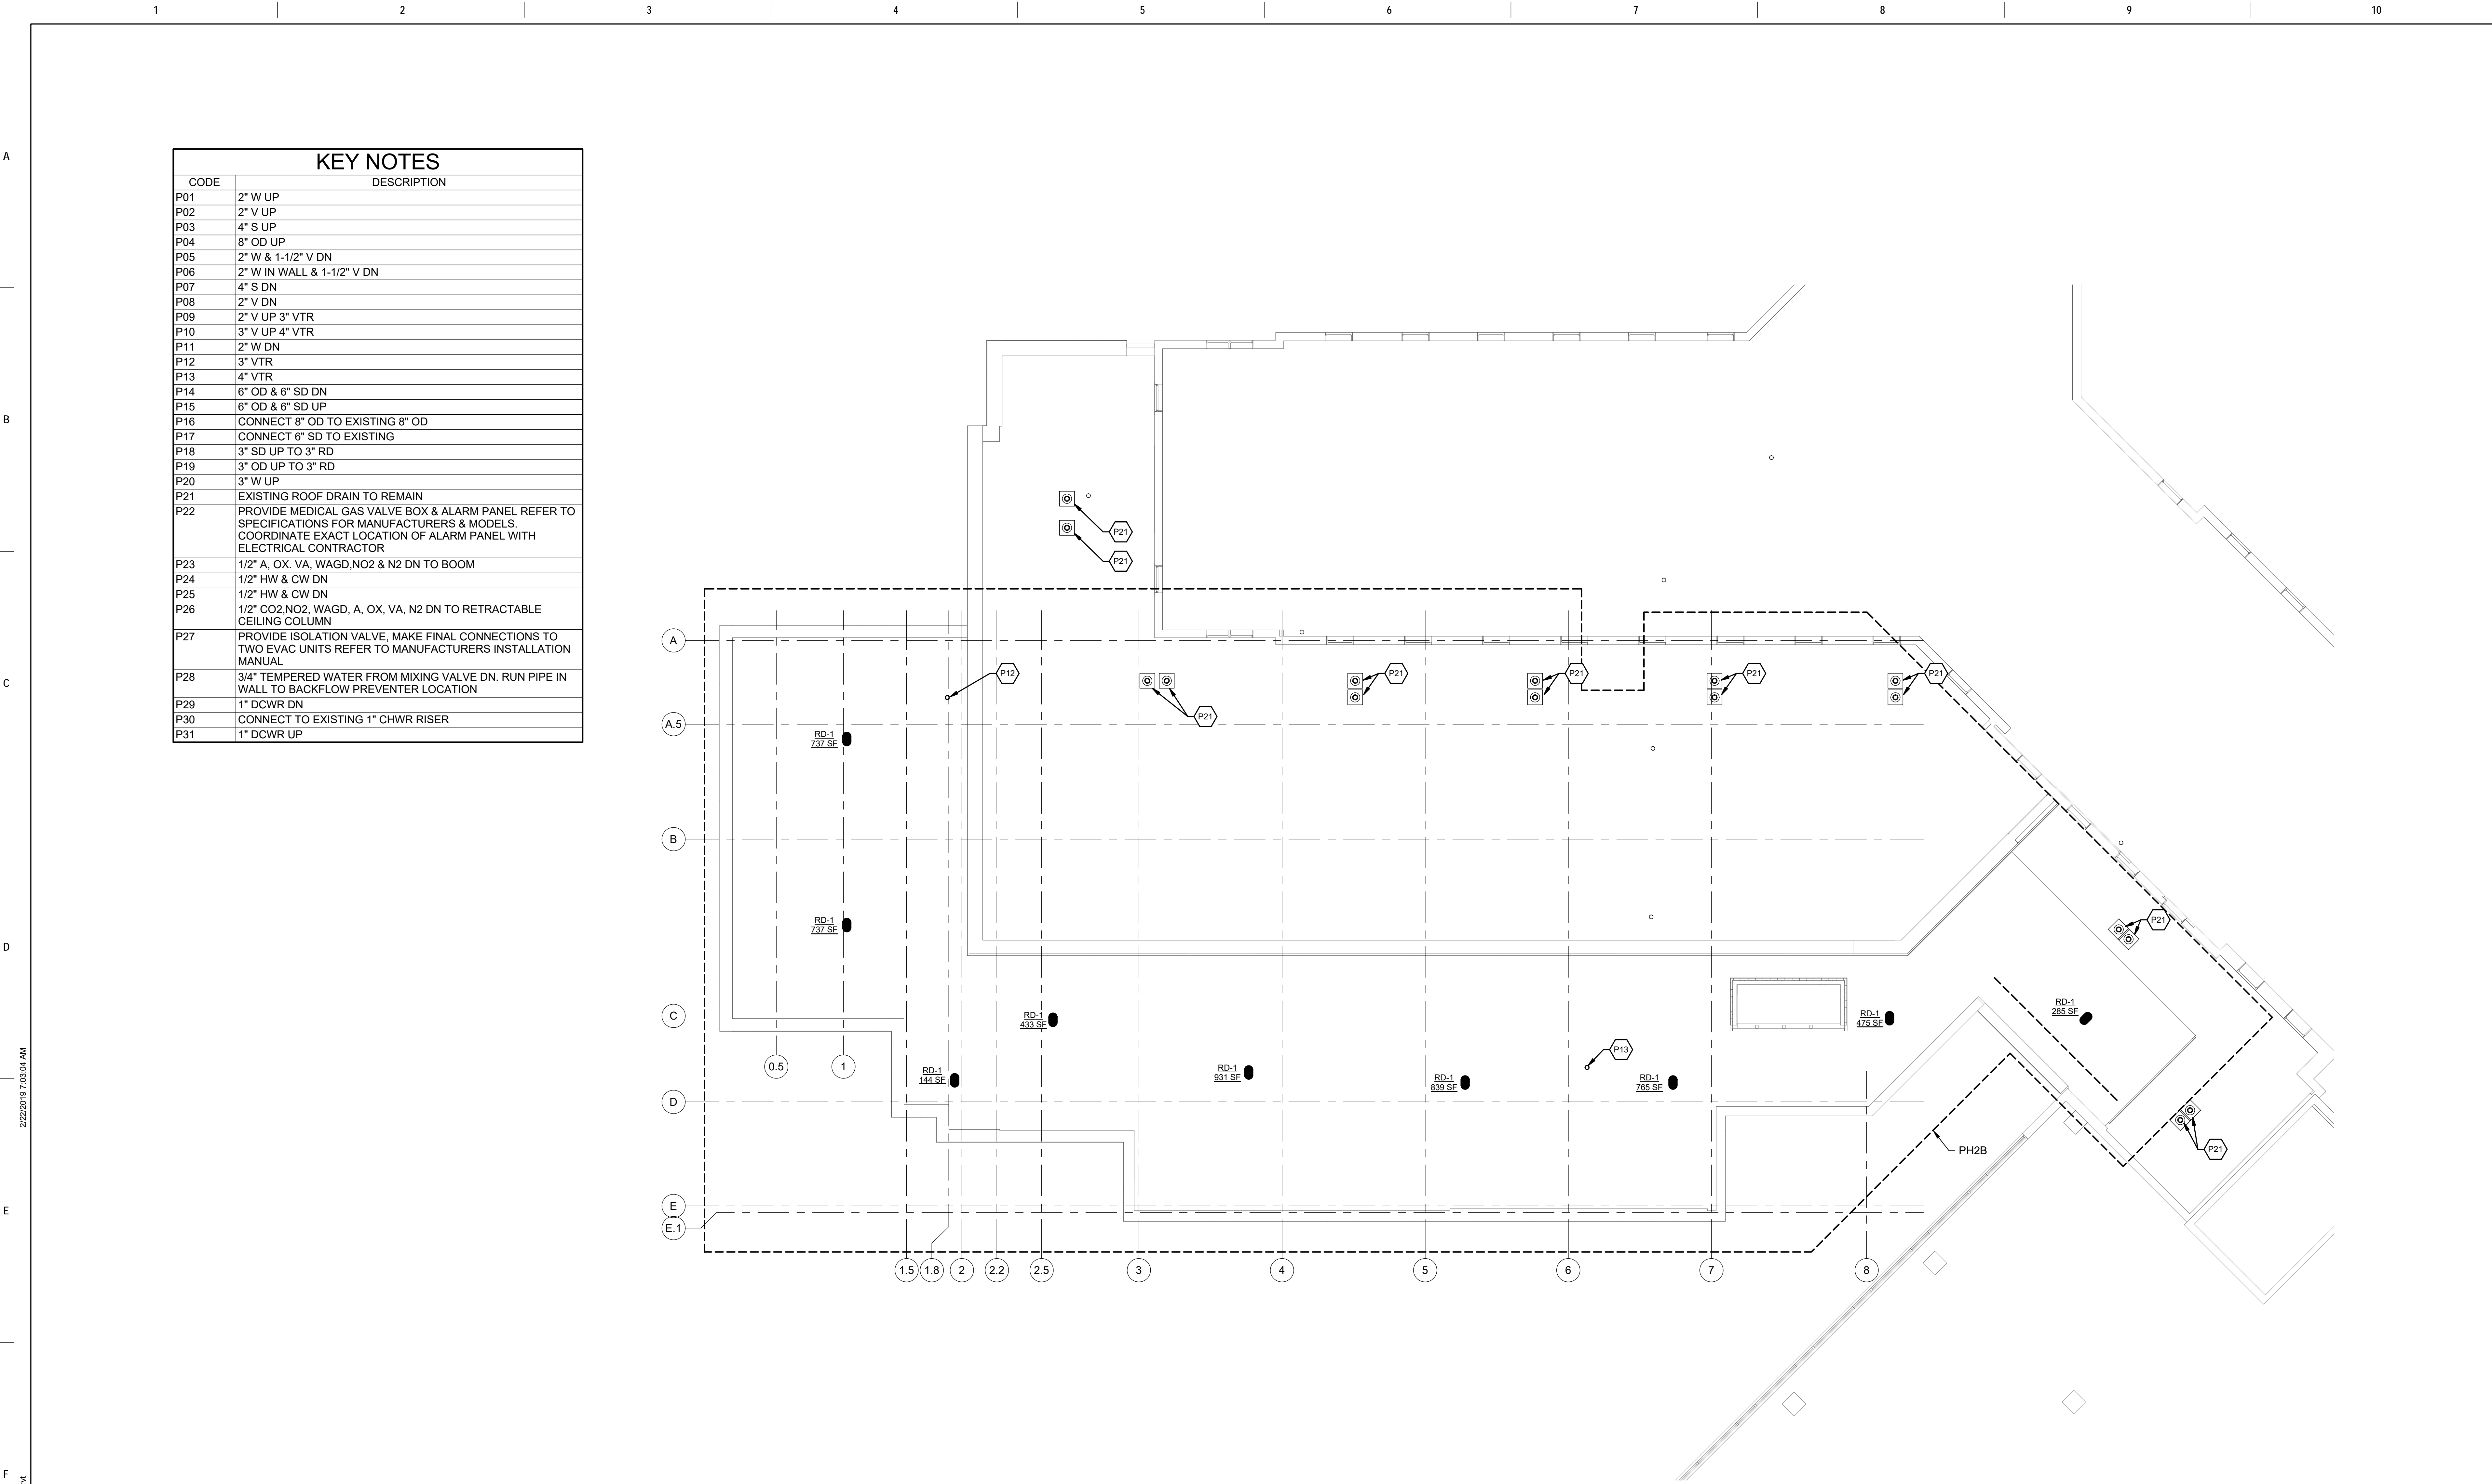 1 2 3 4 5 6 7 8 9 10
A
B
C
D
E
F
KEY NOTES
CODE DESCRIPTION
P01 2" W UP
P02 2" V UP
P03 4" S UP
P04 8" OD UP
P05 2" W & 1-1/2" V DN
P06 2" W IN WALL & 1-1/2" V DN
P07 4" S DN
P08 2" V DN
P09 2" V UP 3" VTR
P10 3" V UP 4" VTR
P11 2" W DN
P12 3" VTR
P13 4" VTR
P14 6" OD & 6" SD DN
P15 6" OD & 6" SD UP
P16 CONNECT 8" OD TO EXISTING 8" OD
P17 CONNECT 6" SD TO EXISTING
P18 3" SD UP TO 3" RD
P19 3" OD UP TO 3" RD
P20 3" W UP
P21 EXISTING ROOF DRAIN TO REMAIN
P22 PROVIDE MEDICAL GAS VALVE BOX & ALARM PANEL REFER TO
SPECIFICATIONS FOR MANUFACTURERS & MODELS.
COORDINATE EXACT LOCATION OF ALARM PANEL WITH
ELECTRICAL CONTRACTOR
P23 1/2" A, OX. VA, WAGD,NO2 & N2 DN TO BOOM
P24 1/2" HW & CW DN
P25 1/2" HW & CW DN
P26 1/2" CO2,NO2, WAGD, A, OX, VA, N2 DN TO RETRACTABLE
CEILING COLUMN
P27 PROVIDE ISOLATION VALVE, MAKE FINAL CONNECTIONS TO
TWO EVAC UNITS REFER TO MANUFACTURERS INSTALLATION
MANUAL
P28 3/4" TEMPERED WATER FROM MIXING VALVE DN. RUN PIPE IN
WALL TO BACKFLOW PREVENTER LOCATION
P29 1" DCWR DN
P30 CONNECT TO EXISTING 1" CHWR RISER
P31 1" DCWR UP
P21
P21
A
P12
P21
P21
P21
P21
P21
P21
A.5
RD-1
737 SF
B
RD-1
737 SF
P21
C
RD-1
433 SF
RD-1
475 SF
RD-1
285 SF
0.5
1
P13
RD-1
144 SF
RD-1
931 SF
RD-1
839 SF
RD-1
765 SF
D
PH2B
P21
E
E.1
1.5 1.8 2 2.2 2.5 3 4 5 6 7 8
2/22/2019 7:03:04 AM